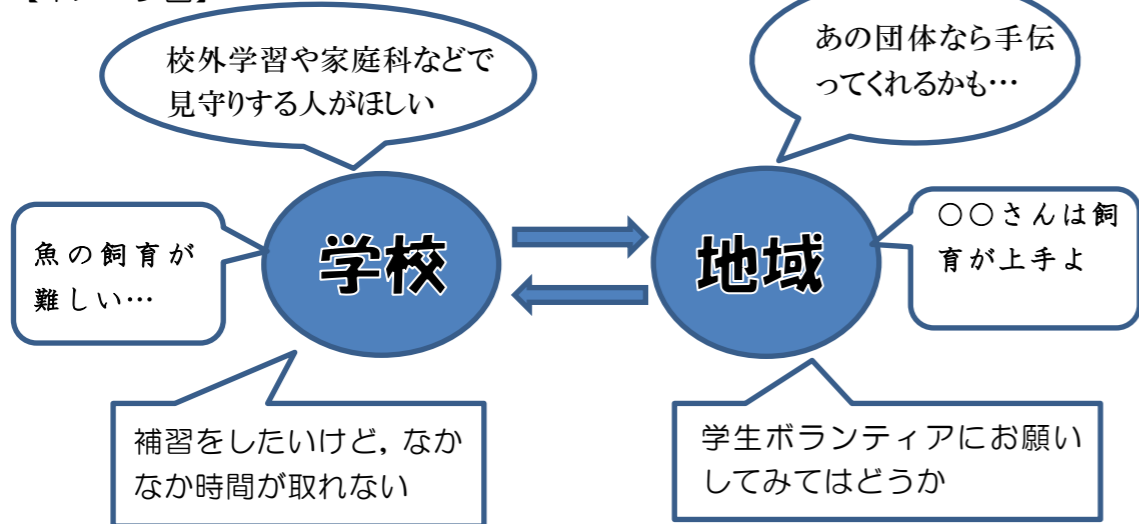 校外学習や家庭科などで
見守りする人がほしい
あの団体なら手伝
ってくれるかも…
学校
地域
魚の飼育が
難しい…
○○さんは飼
育が上手よ
補習をしたいけど，なか
なか時間が取れない
学生ボランティアにお願い
してみてはどうか